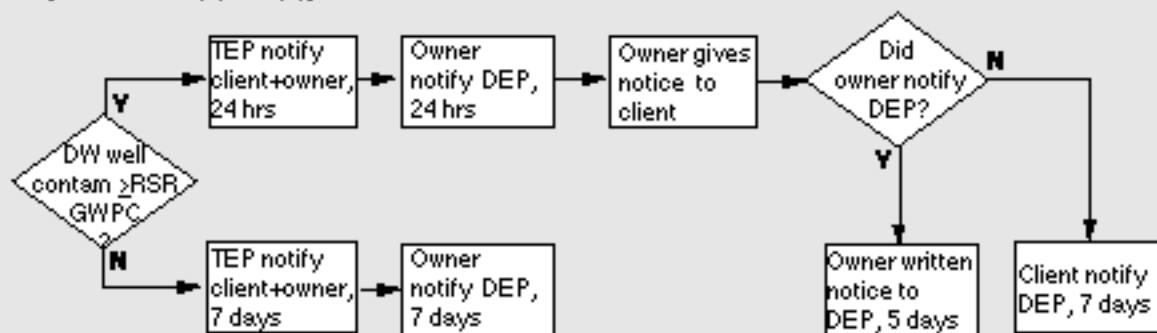 TEP notify
client+owner,
24 hrs
Owner
notify DEP,
24 hrs
Owner gives
notice to
client
Did
owner notify
DEP?
N
Y
Y
DW well
contam ≥RSR
GWPC
?
N
TEP notify
client+owner,
7 days
Owner
notify DEP,
7 days
Owner written
notice to
DEP, 5 days
Client notify
DEP, 7 days